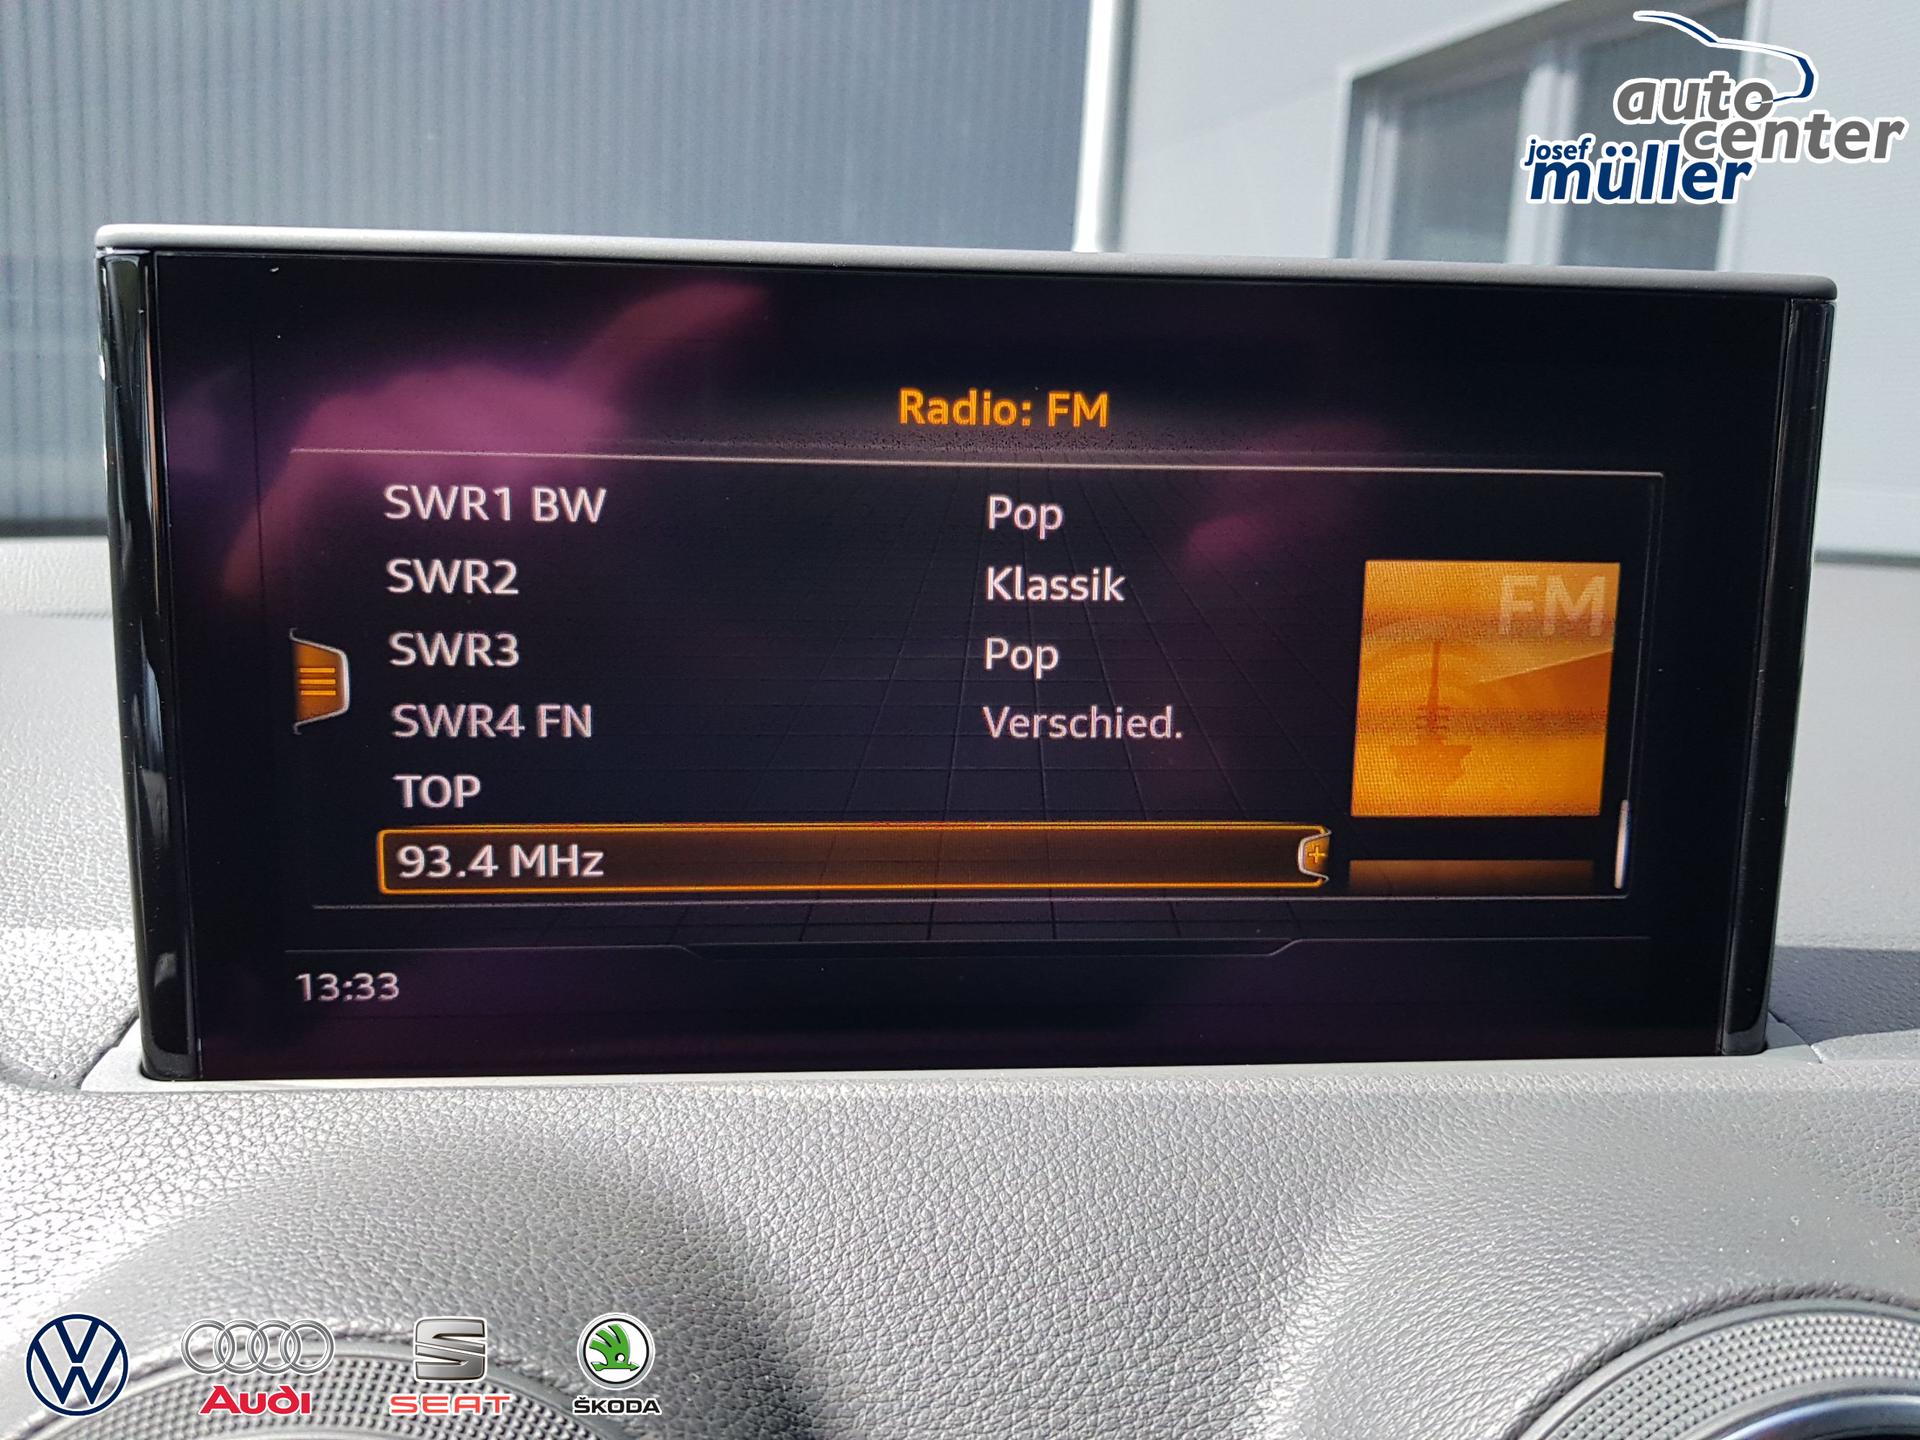 auto
center
josef
müller
Radio: FM
SWR1 BW Pop
SWR2 Klassik
SWR3 Pop
SWR4 FN Verschied.
TOP
93.4 MHz
FM
13:33
Audi
SEAT
ŠKODA